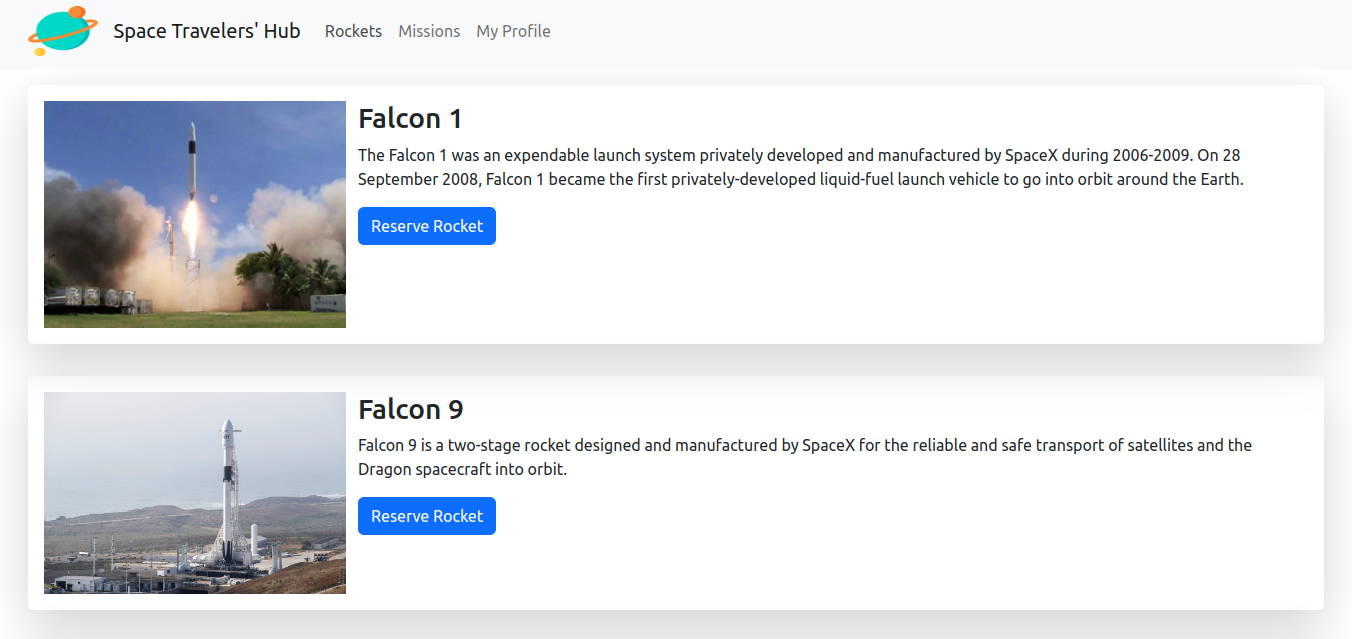 Space Travelers' Hub Rockets Missions My Profile
Falcon 1
The Falcon 1 was an expendable launch system privately developed and manufactured by SpaceX during 2006-2009. On 28
September 2008, Falcon 1 became the first privately-developed liquid-fuel launch vehicle to go into orbit around the Earth.
Reserve Rocket
Falcon 9
Falcon 9 is a two-stage rocket designed and manufactured by SpaceX for the reliable and safe transport of satellites and the
Dragon spacecraft into orbit.
Reserve Rocket